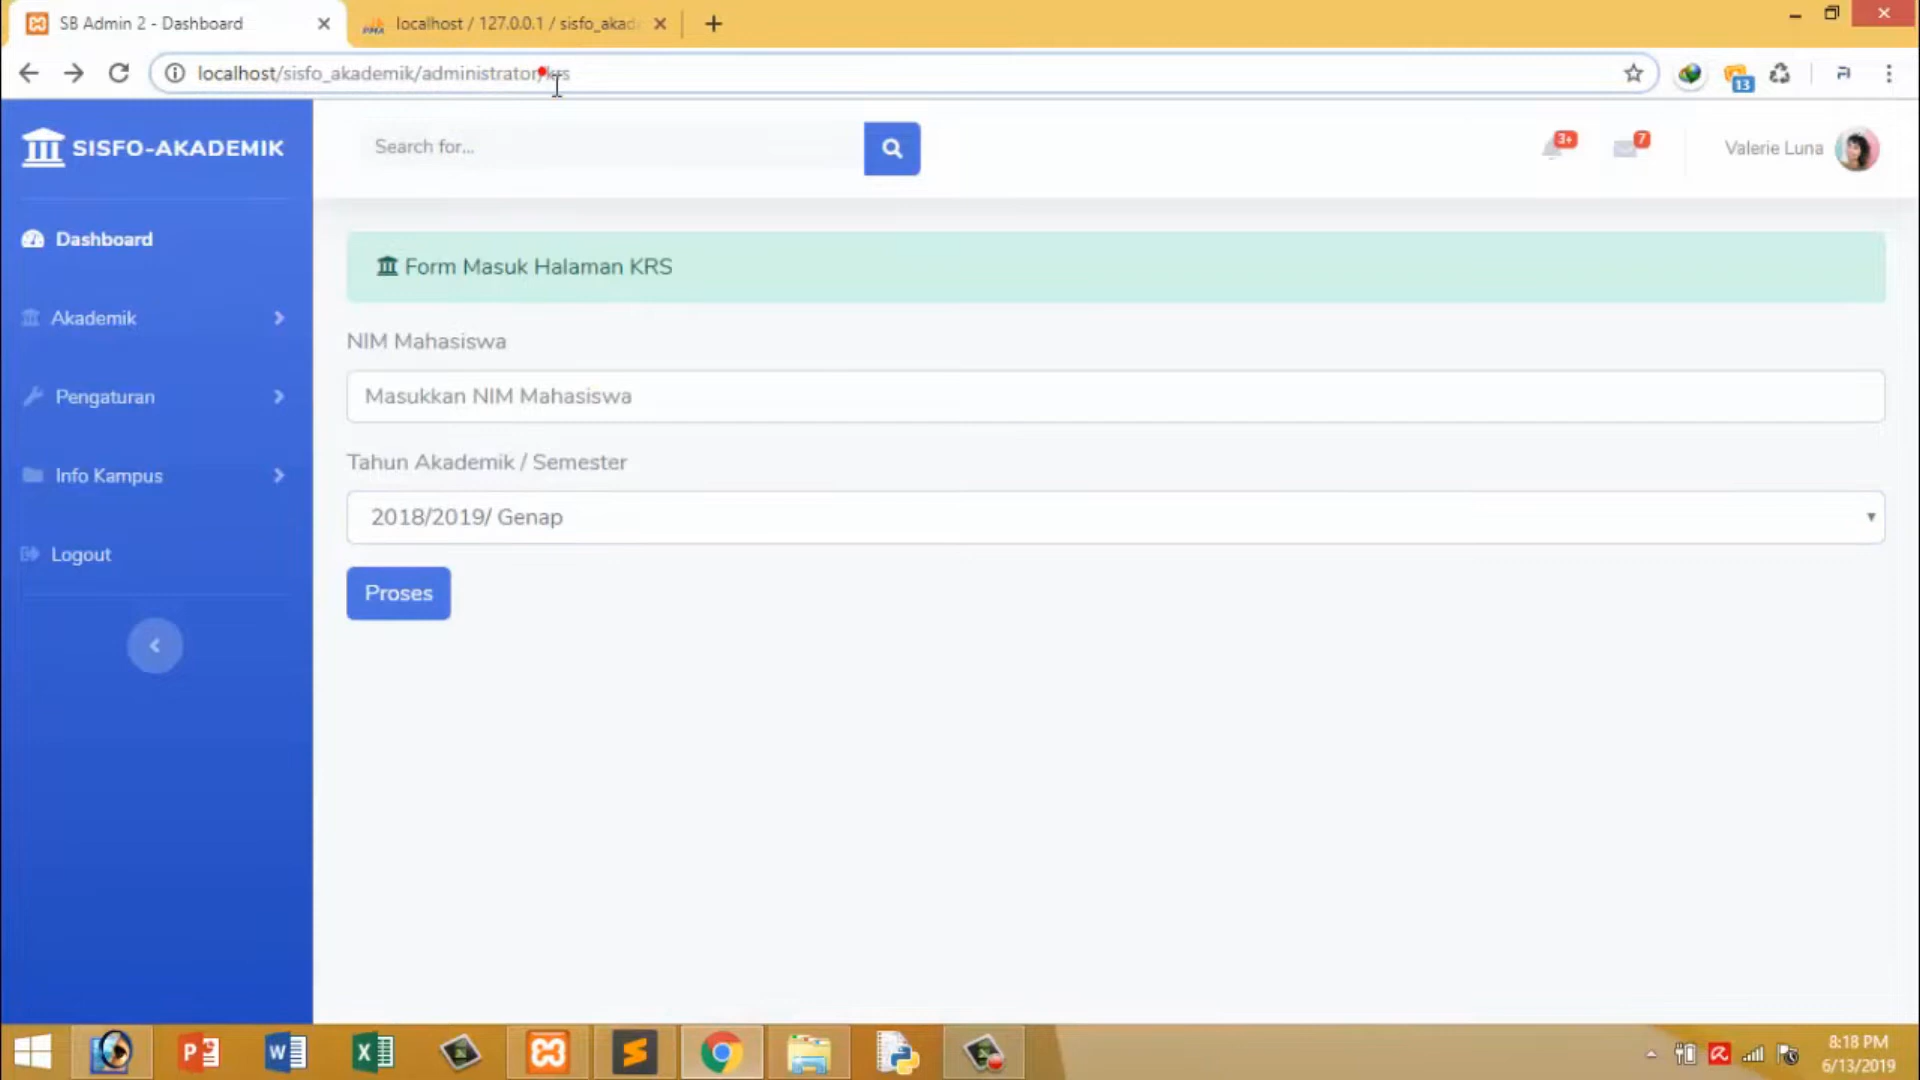 SB Admin 2 - Dashboard
localhost / 127.0.0.1 / sisfo_akad
localhost/sisfo_akademik/administrator/krs
13
SISFO-AKADEMIK
Search for...
3+
7
Valerie Luna
Dashboard
Form Masuk Halaman KRS
Akademik
NIM Mahasiswa
Pengaturan
Masukkan NIM Mahasiswa
Tahun Akademik / Semester
Info Kampus
2018/2019/ Genap
Logout
Proses
8:18 PM
6/13/2019